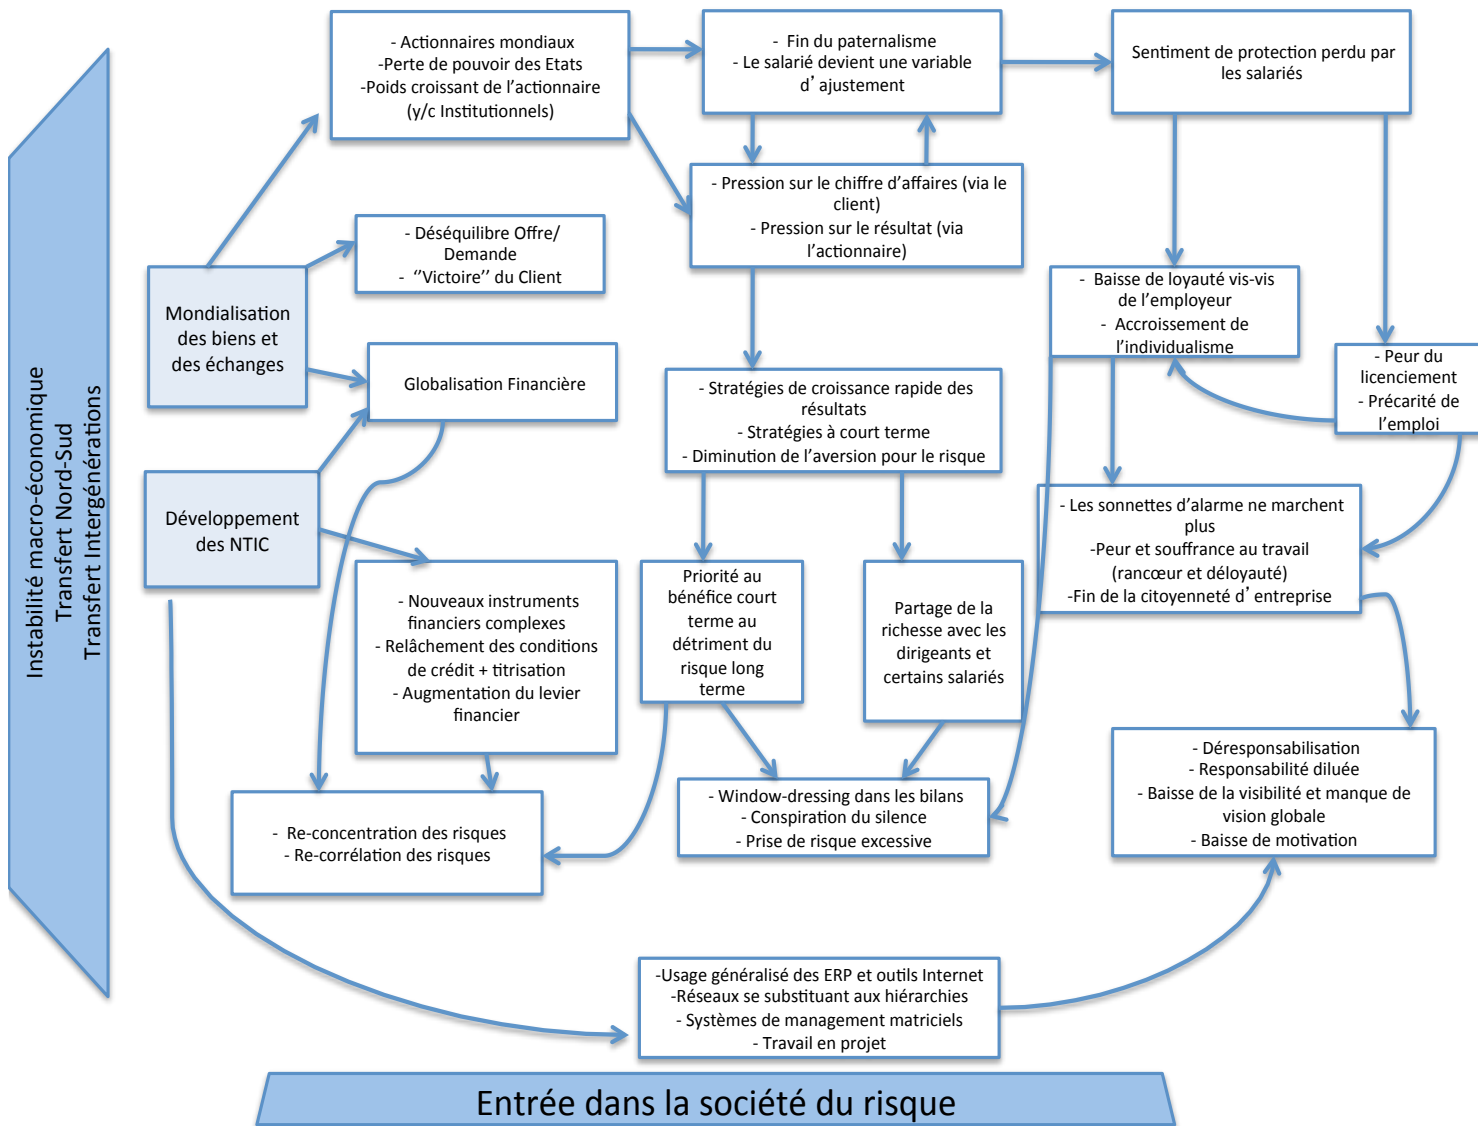 - Actionnaires mondiaux
-Perte de pouvoir des Etats
-Poids croissant de l'actionnaire
(y/c Institutionnels)
- Fin du paternalisme
- Le salarié devient une variable
d'ajustement
Sentiment de protection perdu par
les salariés
- Pression sur le chiffre d'affaires (via le
client)
- Pression sur le résultat (via
l'actionnaire)
- Déséquilibre Offre/
Demande
- ‘’Victoire’’ du Client
Mondialisation
des biens et
des échanges
- Baisse de loyauté vis-vis
de l'employeur
- Accroissement de
l'individualisme
Globalisation Financière
- Peur du
licenciement
- Précarité de
l'emploi
- Stratégies de croissance rapide des
résultats
- Stratégies à court terme
- Diminution de l'aversion pour le risque
Instabilité macro-économique
Transfert Nord-Sud
Transfert Intergénérations
Développement
des NTIC
- Les sonnettes d'alarme ne marchent
plus
-Peur et souffrance au travail
(rancœur et déloyauté)
-Fin de la citoyenneté d'entreprise
- Nouveaux instruments
financiers complexes
- Relâchement des conditions
de crédit + titrisation
- Augmentation du levier
financier
Priorité au
bénéfice court
terme au
détriment du
risque long
terme
Partage de la
richesse avec les
dirigeants et
certains salariés
- Déresponsabilisation
- Responsabilité diluée
- Baisse de la visibilité et manque de
vision globale
- Baisse de motivation
- Window-dressing dans les bilans
- Conspiration du silence
- Prise de risque excessive
- Re-concentration des risques
- Re-corrélation des risques
-Usage généralisé des ERP et outils Internet
-Réseaux se substituant aux hiérarchies
- Systèmes de management matriciels
- Travail en projet
Entrée dans la société du risque